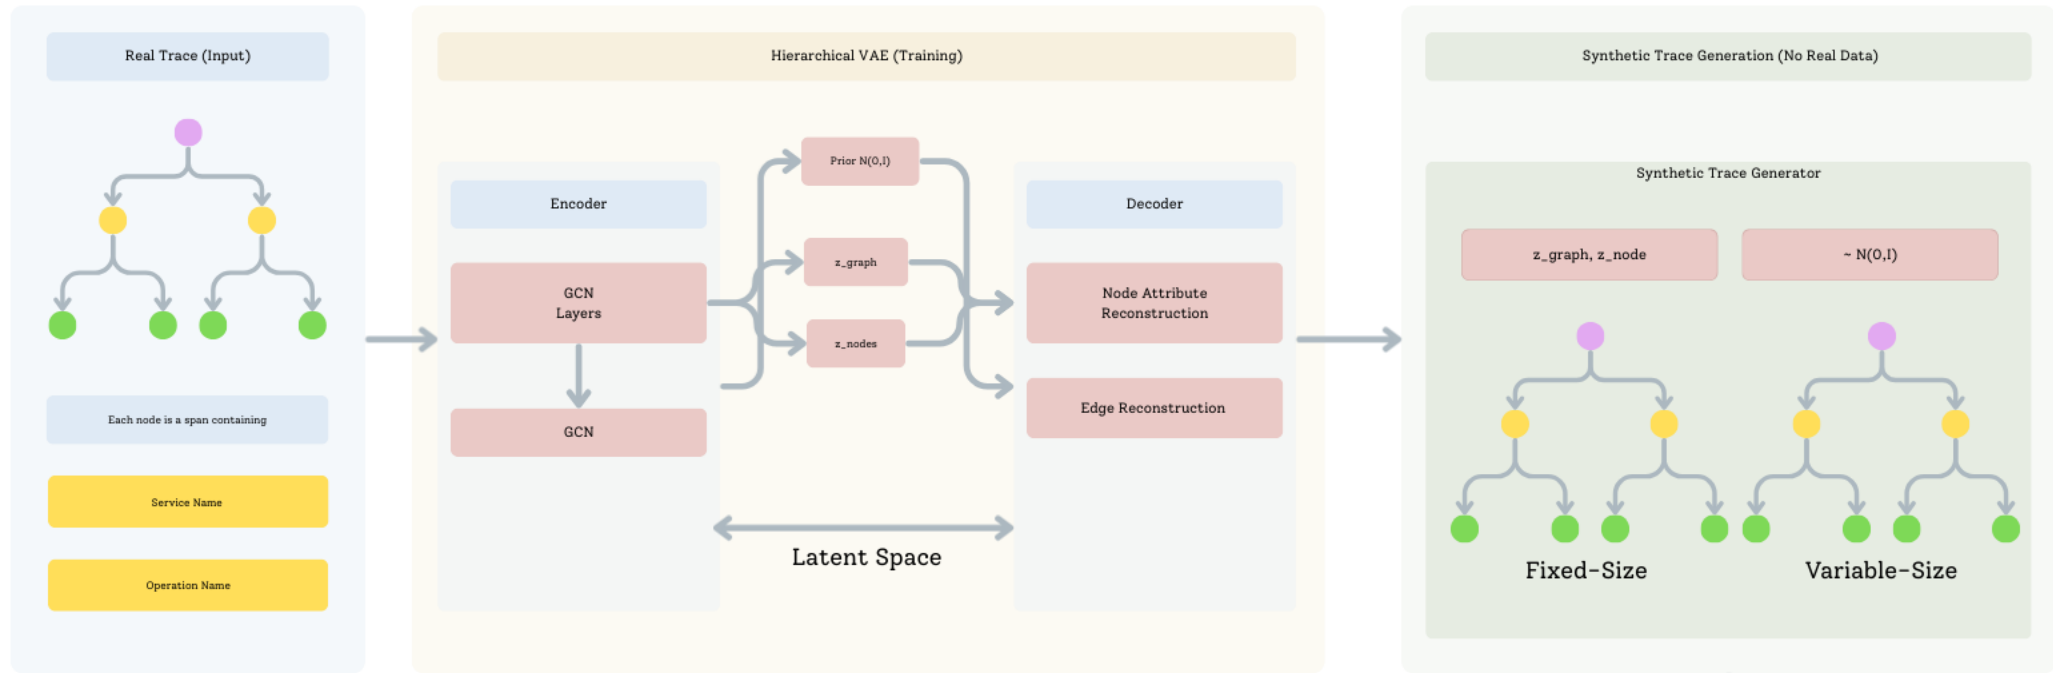 Real Trace (Input)
Each node is a span containing
Service Name
Operation Name
Hierarchical VAE (Training)
Encoder
GCN
Layers
GCN
Prior N(0,I)
z_graph
z_nodes
Latent Space
Decoder
Node Attribute
Reconstruction
Edge Reconstruction
Synthetic Trace Generation (No Real Data)
Synthetic Trace Generator
z_graph, z_node
~ N(0,I)
Fixed-Size
Variable-Size